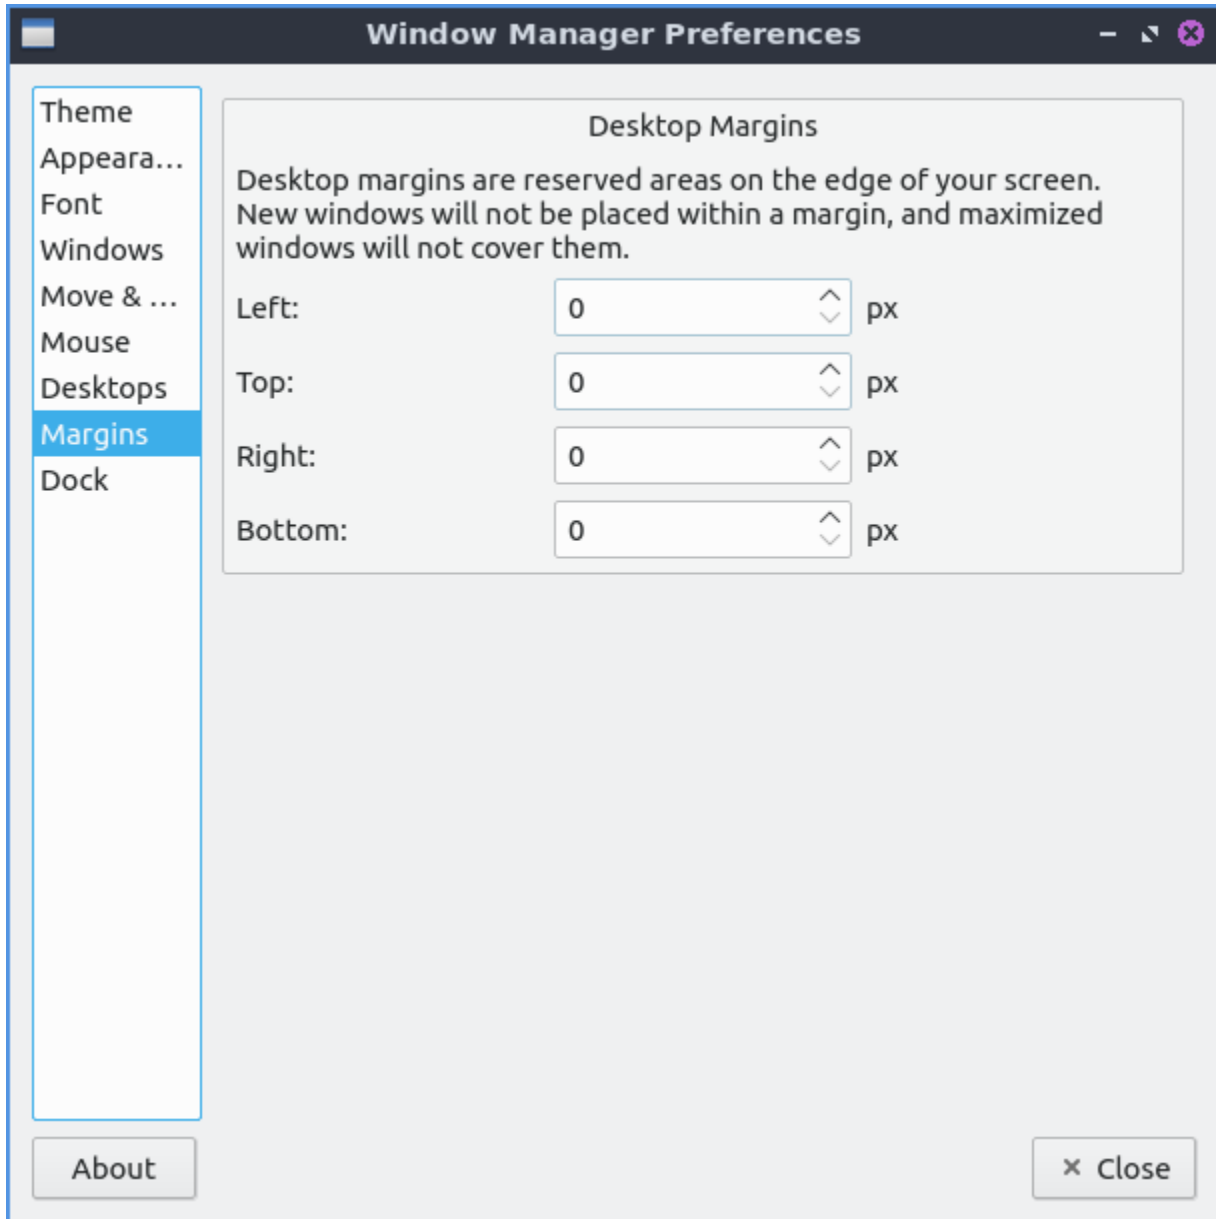 Window Manager Preferences
Theme
Appeara...
Font
Windows
Move & ...
Mouse
Desktops
Margins
Dock
Desktop Margins
Desktop margins are reserved areas on the edge of your screen.
New windows will not be placed within a margin, and maximized
windows will not cover them.
Left: 0 px
Top: 0 px
Right: 0 px
Bottom: 0 px
About
Close